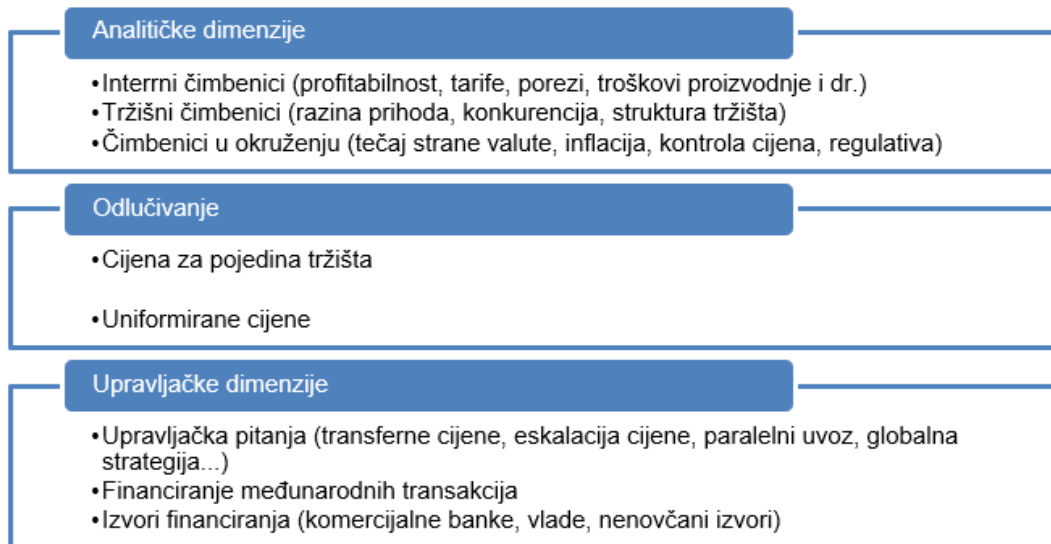 Analitičke dimenzije
•Interrni čimbenici (profitabilnost, tarife, porezi, troškovi proizvodnje i dr.)
•Tržišni čimbenici (razina prihoda, konkurencija, struktura tržišta)
•Čimbenici u okruženju (tečaj strane valute, inflacija, kontrola cijena, regulativa)
Odlučivanje
•Cijena za pojedina tržišta
•Uniformirane cijene
Upravljačke dimenzije
•Upravljačka pitanja (transferne cijene, eskalacija cijene, paralelni uvoz, globalna
strategija...)
•Financiranje međunarodnih transakcija
•Izvori financiranja (komercijalne banke, vlade, nenovčani izvori)